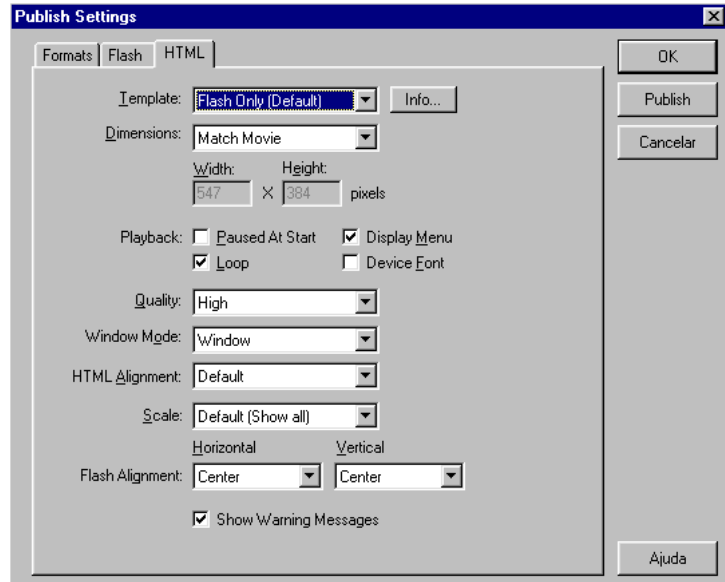 Publish Settings
Formats Flash HTML
OK
Template: Flash Only (Default) Info... Publish
Dimensions: Match Movie Cancelar
Width: Height:
547 X 384 pixels
Playback: Paused At Start Display Menu
Loop Device Font
Quality: High
Window Mode: Window
HTML Alignment: Default
Scale: Default (Show all)
Horizontal Vertical
Flash Alignment: Center Center
Show Warning Messages
Ajuda